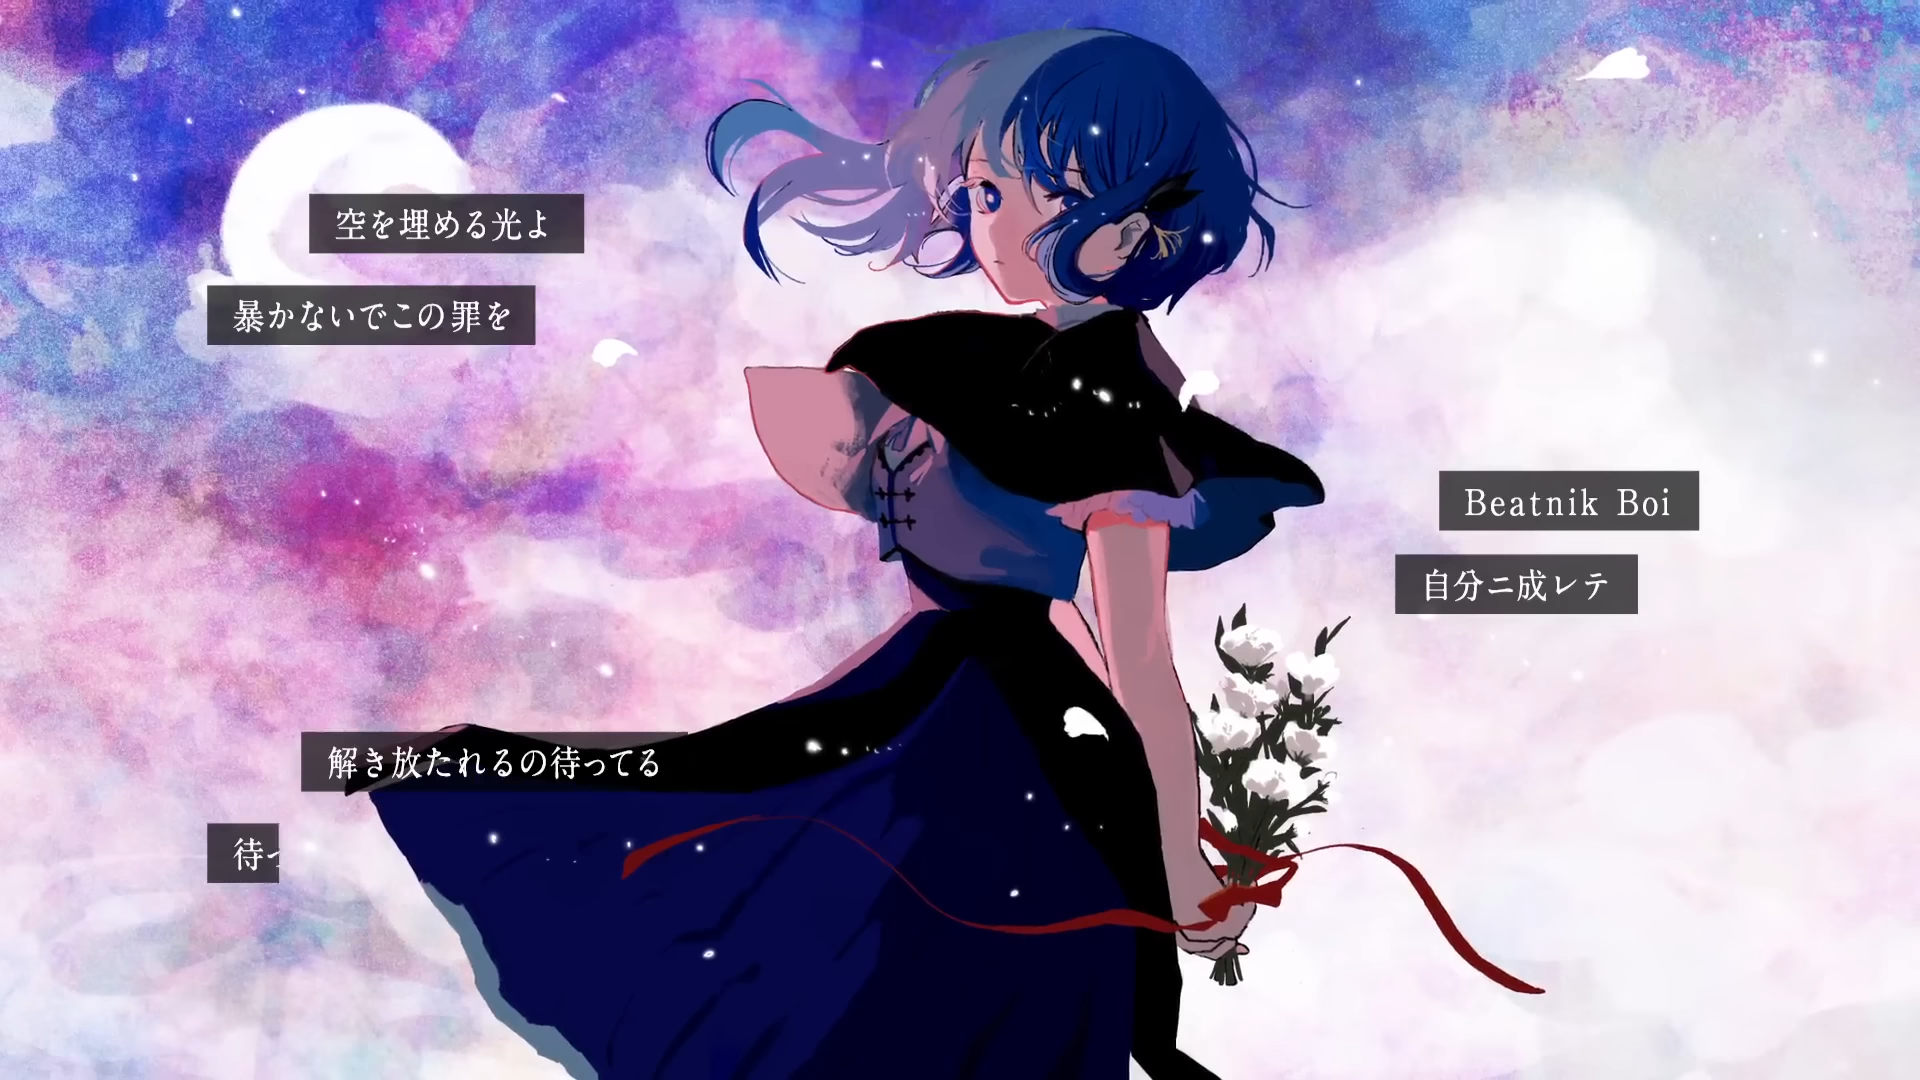 空を埋める光よ
暴かないでこの罪を
Beatnik Boi
自分ニ成レテ
解き放たれるの待ってる
待っ